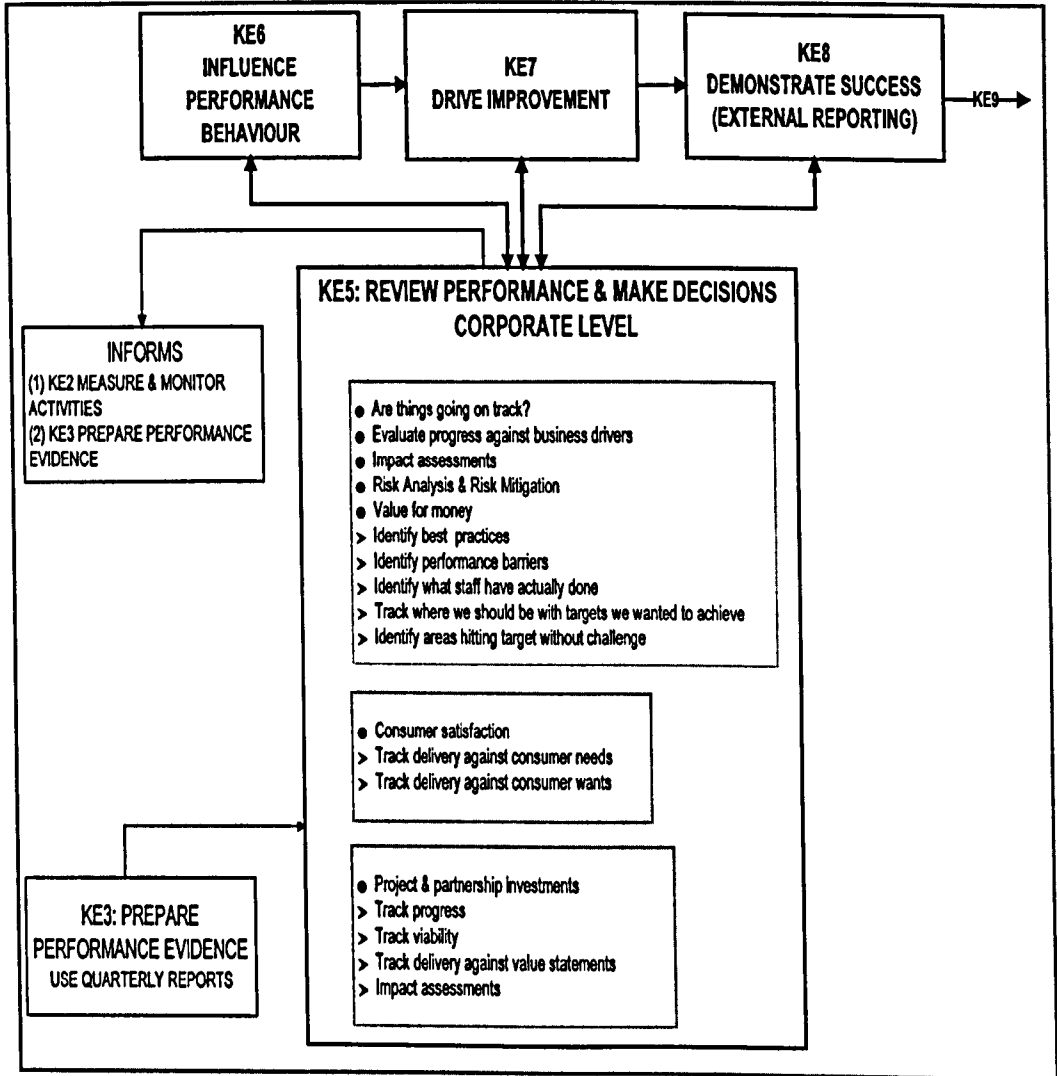 KE6
INFLUENCE
PERFORMANCE
BEHAVIOUR
KE7
DRIVE IMPROVEMENT
KE8
DEMONSTRATE SUCCESS
(EXTERNAL REPORTING)
KE9
KE5: REVIEW PERFORMANCE & MAKE DECISIONS
CORPORATE LEVEL
INFORMS
(1) KE2 MEASURE & MONITOR
ACTIVITIES
(2) KE3 PREPARE PERFORMANCE
EVIDENCE
● Are things going on track?
● Evaluate progress against business drivers
● Impact assessments
● Risk Analysis & Risk Mitigation
● Value for money
➤ Identify best practices
➤ Identify performance barriers
➤ Identify what staff have actually done
➤ Track where we should be with targets we wanted to achieve
➤ Identify areas hitting target without challenge
● Consumer satisfaction
➤ Track delivery against consumer needs
➤ Track delivery against consumer wants
● Project & partnership investments
➤ Track progress
➤ Track viability
➤ Track delivery against value statements
➤ Impact assessments
KE3: PREPARE
PERFORMANCE EVIDENCE
USE QUARTERLY REPORTS